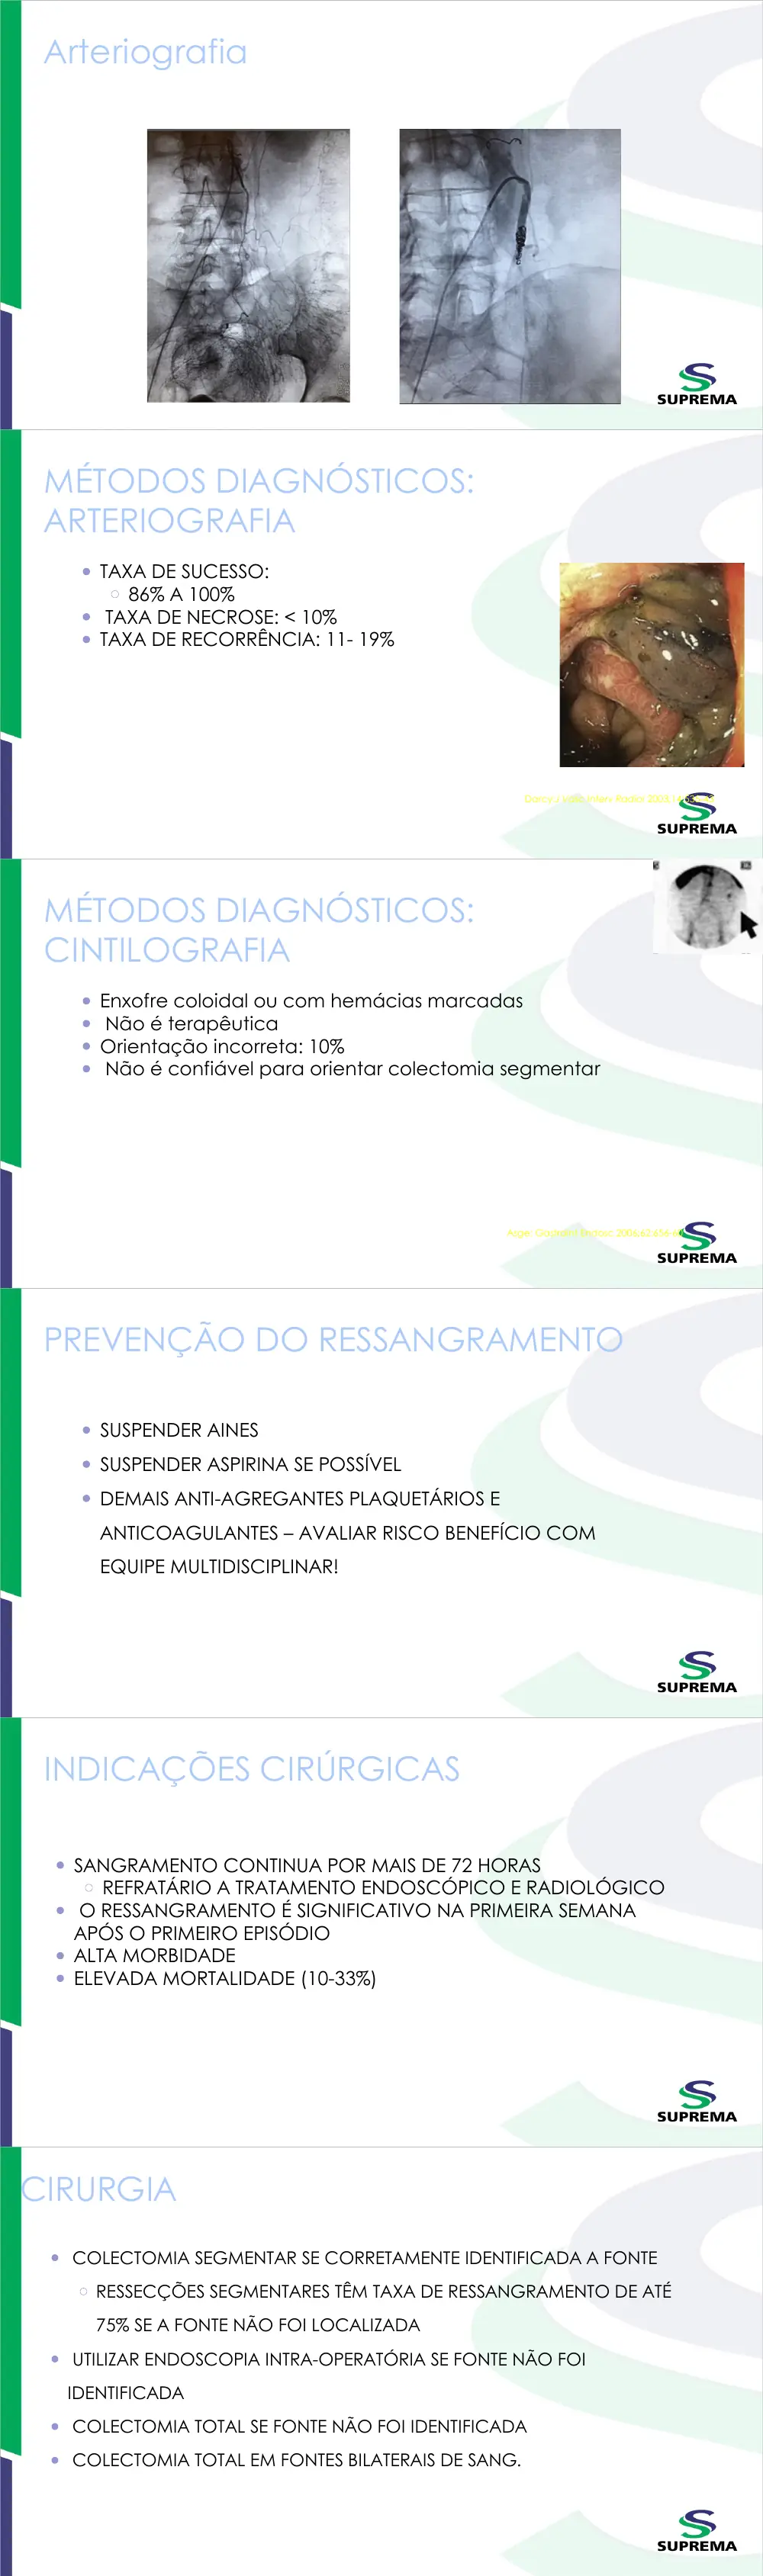 Arteriografia
SUPREMA
MÉTODOS DIAGNÓSTICOS:
ARTERIOGRAFIA
TAXA DE SUCESSO:
86% A 100%
TAXA DE NECROSE: < 10%
TAXA DE RECORRÊNCIA: 11- 19%
SUPREMA
MÉTODOS DIAGNÓSTICOS:
CINTILOGRAFIA
Enxofre coloidal ou com hemácias marcadas
Não é terapêutica
Orientação incorreta: 10%
Não é confiável para orientar colectomia segmentar
SUPREMA
PREVENÇÃO DO RESSANGRAMENTO
SUSPENDER AINES
SUSPENDER ASPIRINA SE POSSÍVEL
DEMAIS ANTI-AGREGANTES PLAQUETÁRIOS E
ANTICOAGULANTES – AVALIAR RISCO BENEFÍCIO COM
EQUIPE MULTIDISCIPLINAR!
SUPREMA
INDICAÇÕES CIRÚRGICAS
SANGRAMENTO CONTINUA POR MAIS DE 72 HORAS
REFRATÁRIO A TRATAMENTO ENDOSCÓPICO E RADIOLÓGICO
O RESSANGRAMENTO É SIGNIFICATIVO NA PRIMEIRA SEMANA
APÓS O PRIMEIRO EPISÓDIO
ALTA MORBIDADE
ELEVADA MORTALIDADE (10-33%)
SUPREMA
CIRURGIA
COLECTOMIA SEGMENTAR SE CORRETAMENTE IDENTIFICADA A FONTE
RESSECÇÕES SEGMENTARES TÊM TAXA DE RESSANGRAMENTO DE ATÉ
75% SE A FONTE NÃO FOI LOCALIZADA
UTILIZAR ENDOSCOPIA INTRA-OPERATÓRIA SE FONTE NÃO FOI
IDENTIFICADA
COLECTOMIA TOTAL SE FONTE NÃO FOI IDENTIFICADA
COLECTOMIA TOTAL EM FONTES BILATERAIS DE SANG.
SUPREMA